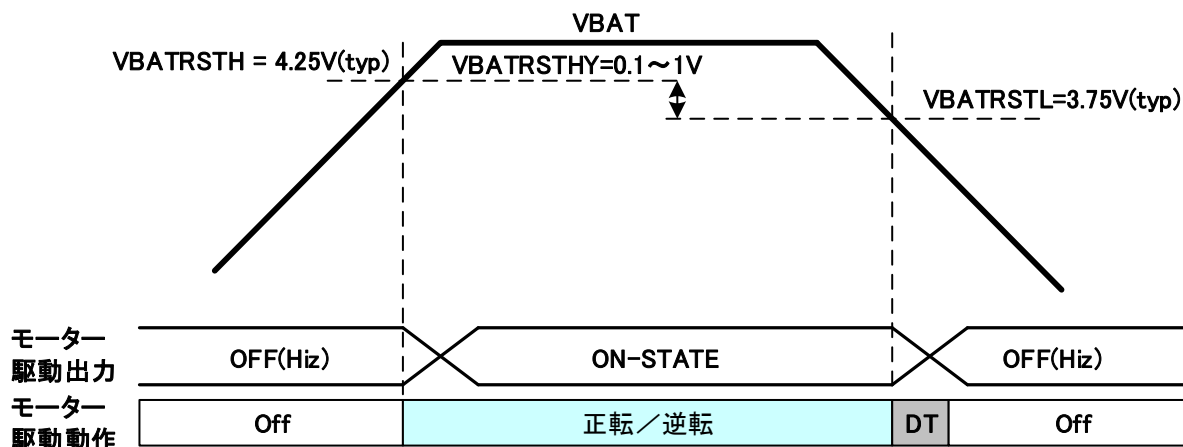 VBAT
VBATRSTH = 4.25V(typ)
VBATRSTHY=0.1～1V
VBATRSTL=3.75V(typ)
モーター
駆動出力
OFF(Hiz)
ON-STATE
OFF(Hiz)
モーター
駆動動作
Off
正転／逆転
DT
Off